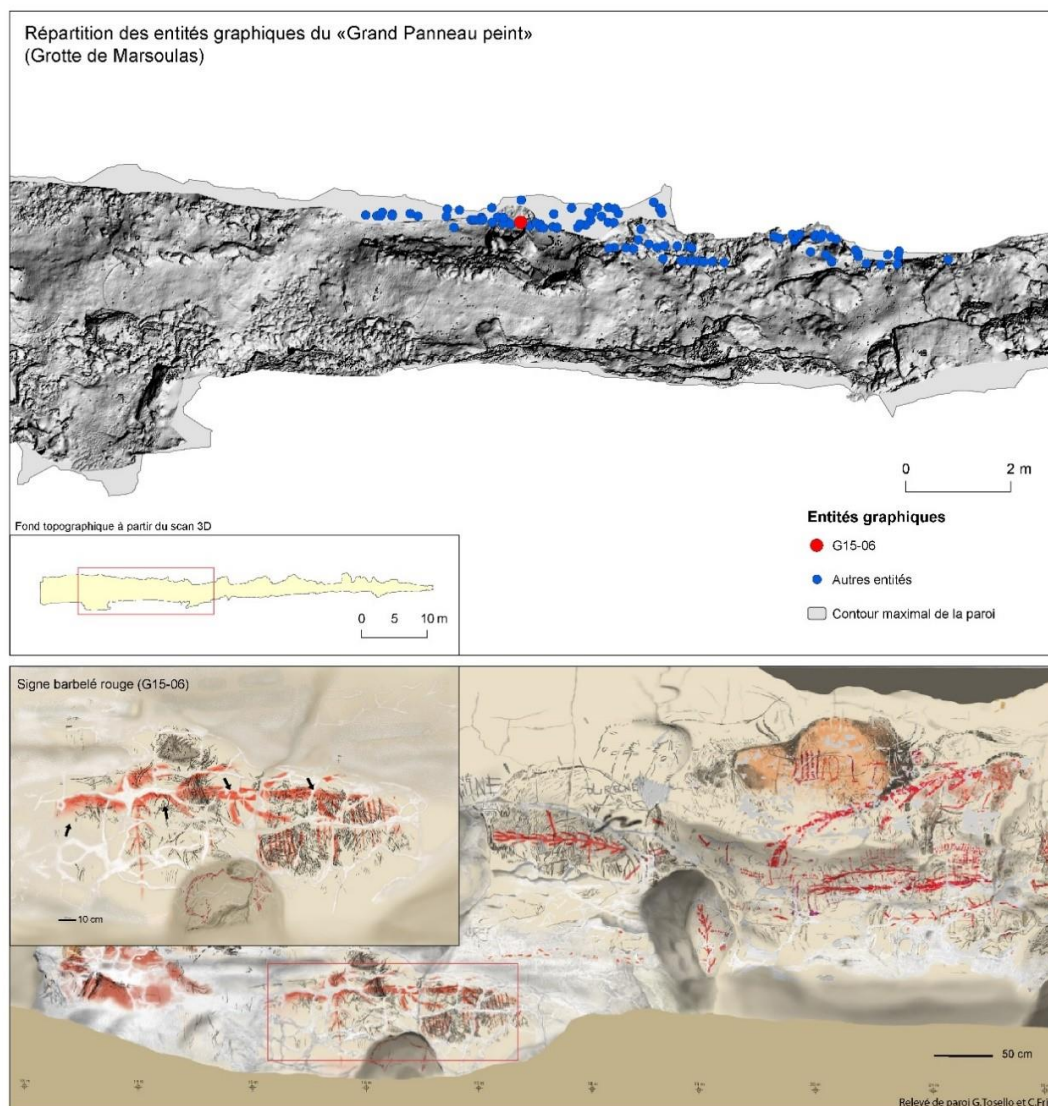 Répartition des entités graphiques du «Grand Panneau peint»
(Grotte de Marsoulas)
0 2 m
Fond topographique à partir du scan 3D
0 5 10 m
Entités graphiques
G15-06
Autres entités
Contour maximal de la paroi
Signe barbelé rouge (G15-06)
10 cm
50 cm
Relevé de paroi G.Tosello et C.Fri